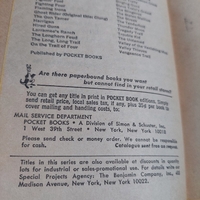 The Gun Tamer
Gunsight
Hired Guns
Lawless
The Longhorn Feud
The Long, Long Trail
On the Trail of Four
Published by POCKET BOOKS
Are there paperbound books you want
but cannot find in your retail stores?
You can get any title in print in POCKET BOOK editions. Simply
send retail price, local sales tax, if any, plus 25¢ per book to
cover mailing and handling costs, to:
MAIL SERVICE DEPARTMENT
POCKET BOOKS • A Division of Simon & Schuster, Inc.
1 West 39th Street • New York, New York 10018
Please send check or money order. We cannot be responsible
for cash.
Catalogue sent free on request.
Titles in this series are also available at discounts in quantity
lots for industrial or sales-promotional use. For details write our
Special Projects Agency: The Benjamin Company, Inc., 485
Madison Avenue, New York, New York 10022.